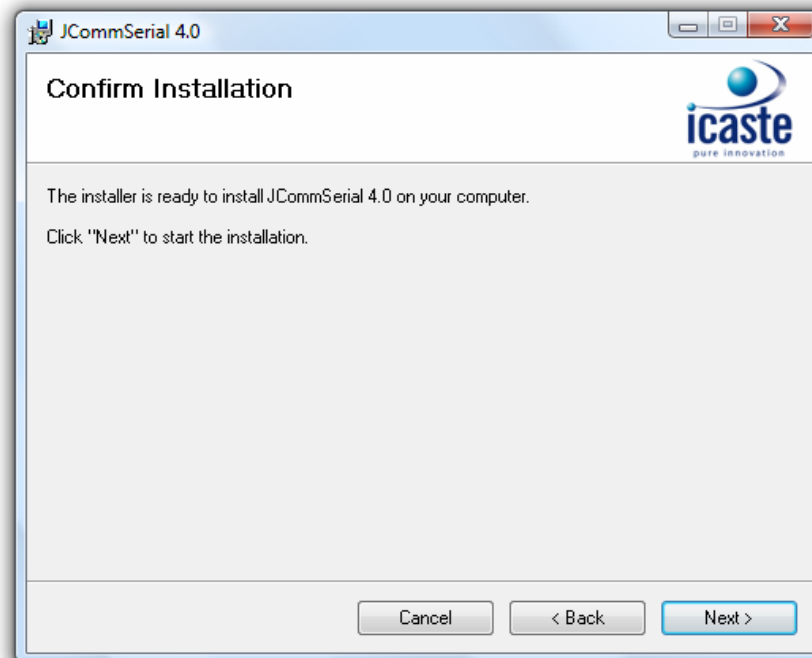 JCommSerial 4.0
Confirm Installation
icaste
pure innovation
The installer is ready to install JCommSerial 4.0 on your computer.
Click "Next" to start the installation.
Cancel
< Back
Next >